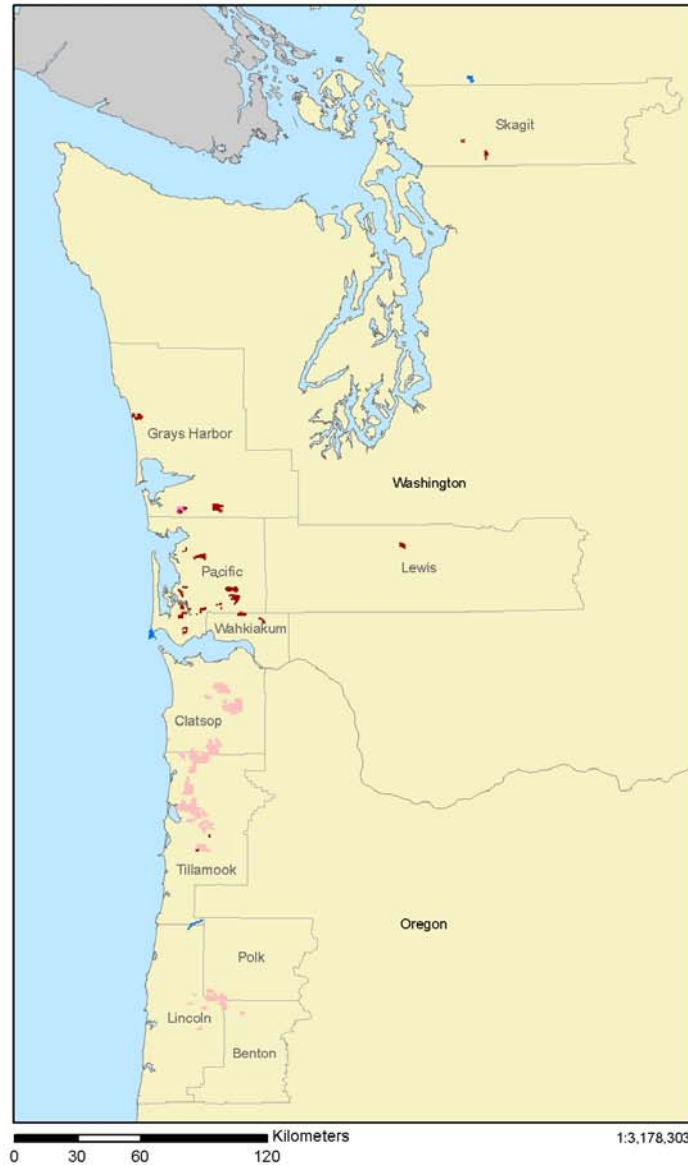 Skagit
Grays Harbor
Washington
Pacific
Lewis
Wahkiakum
Clatsop
Tillamook
Oregon
Polk
Lincoln
Benton
Kilometers
1:3,178,303
0 30 60 120